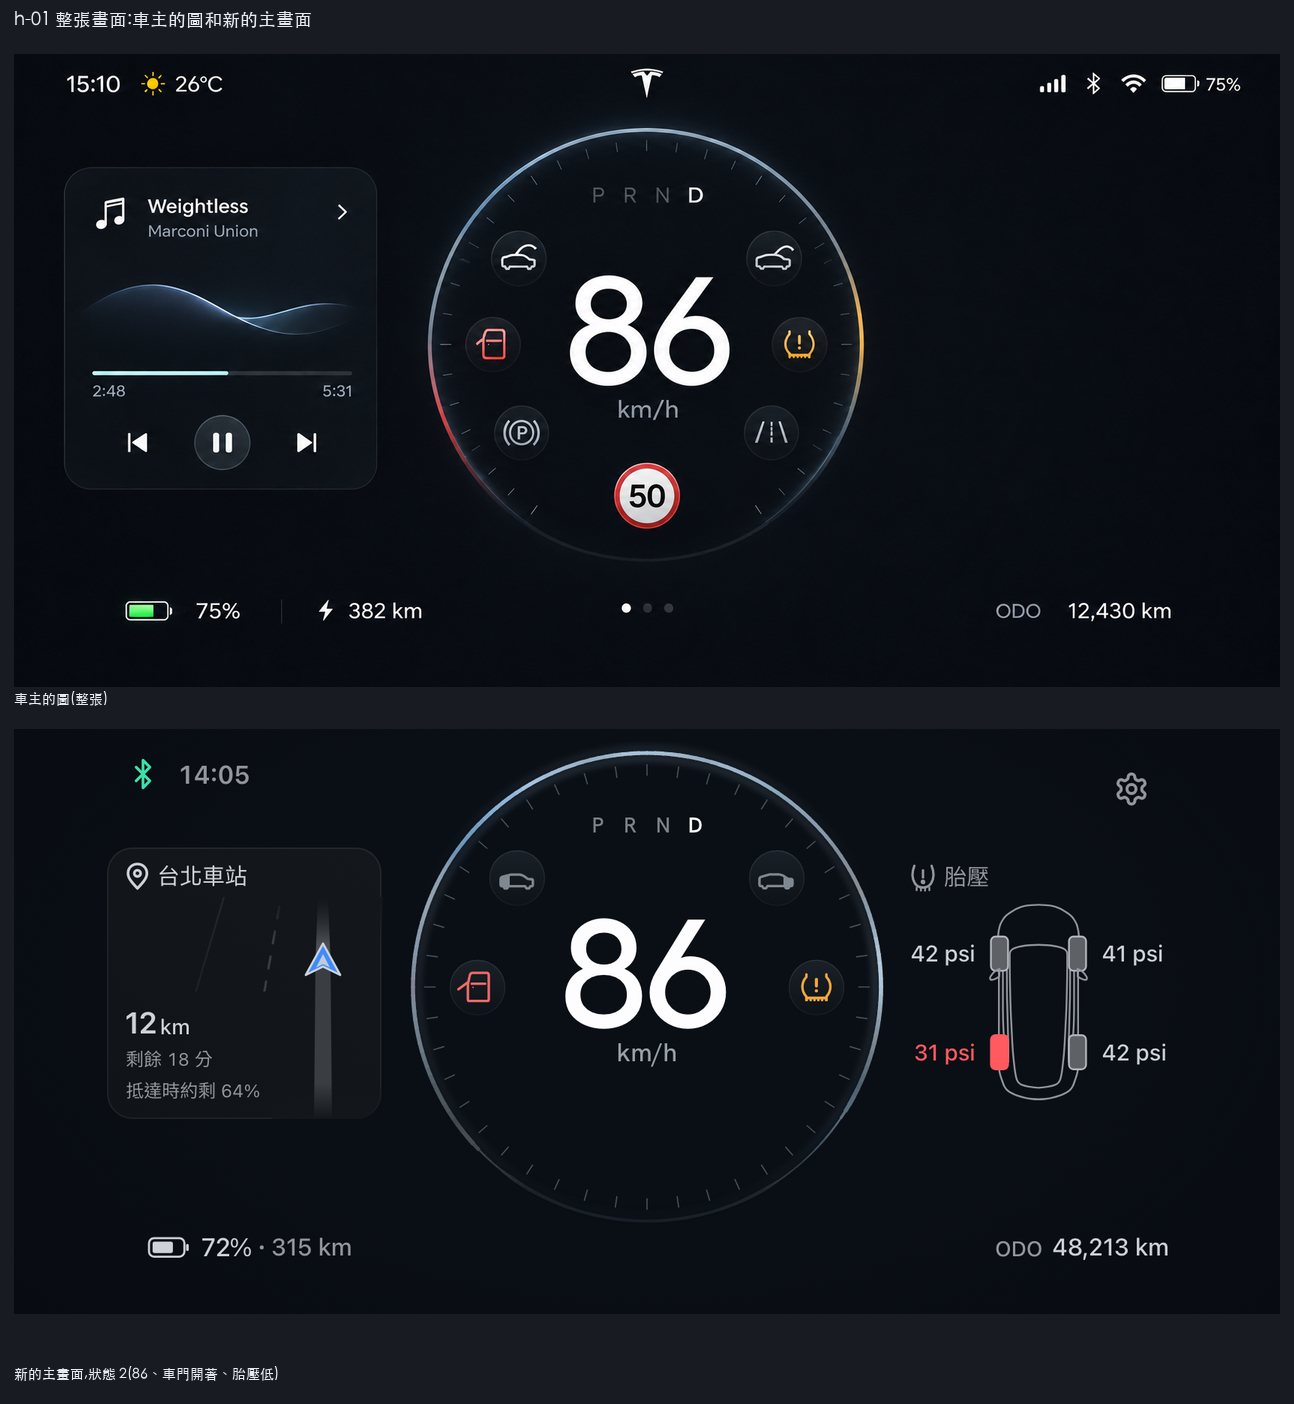 h-01 整張畫面:車主的圖和新的主畫面
15:10 26°C
75%
P R N D
Weightless
Marconi Union
86
km/h
2:48 5:31
P
50
75% 382 km
ODO 12,430 km
車主的圖(整張)
14:05
P R N D
台北車站
胎壓
86
km/h
42 psi 41 psi
31 psi 42 psi
12 km
剩餘 18 分
抵達時約剩 64%
72% · 315 km
ODO 48,213 km
新的主畫面,狀態 2(86、車門開著、胎壓低)